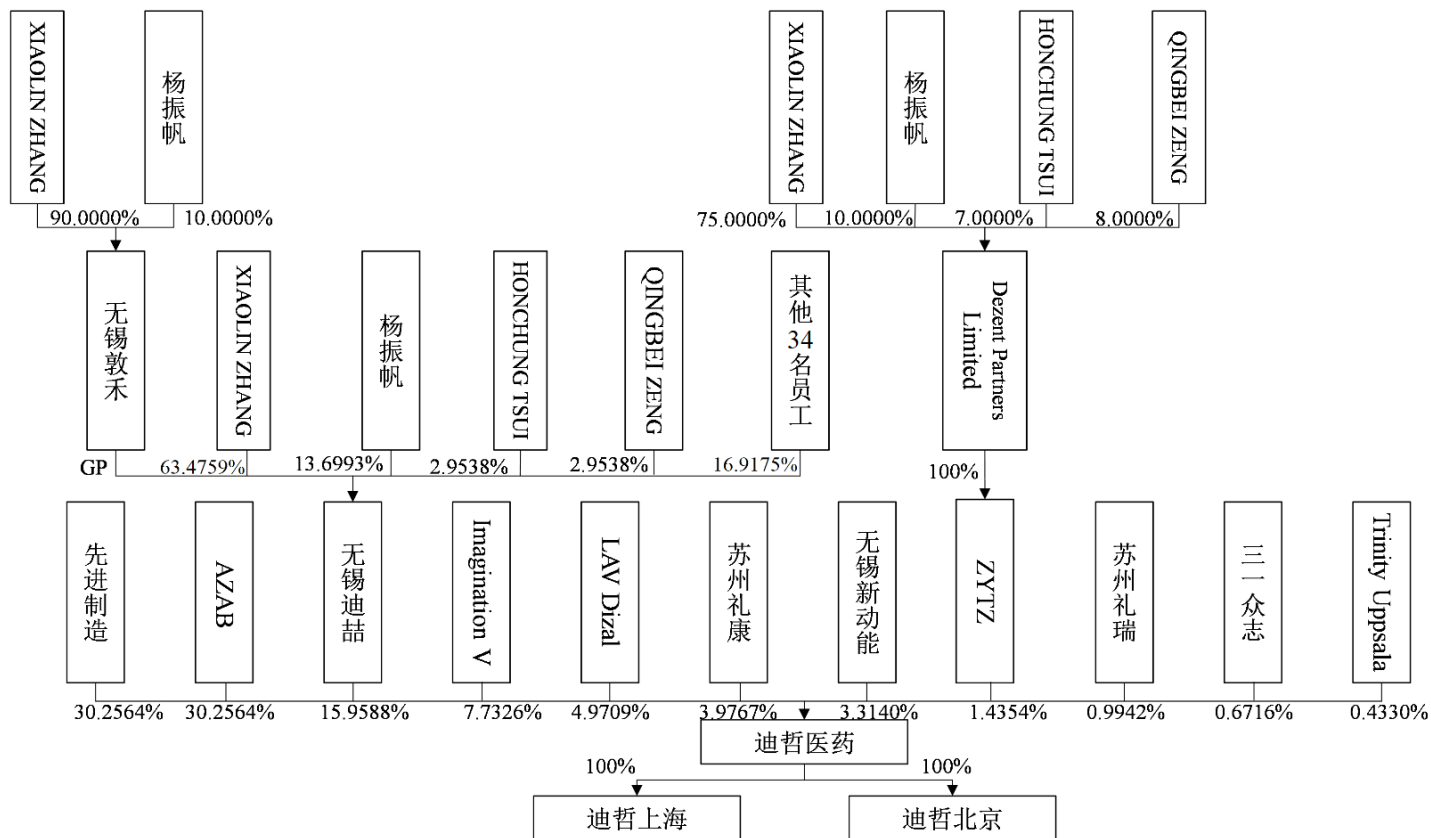 XIAOLIN ZHANG
杨振帆
XIAOLIN ZHANG
杨振帆
HONCHUNG TSUI
QINGBEI ZENG
90.0000%
10.0000%
75.0000%
10.0000%
7.0000%
8.0000%
无锡敦禾
XIAOLIN ZHANG
杨振帆
HONCHUNG TSUI
QINGBEI ZENG
其他34名员工
Dezent Partners
Limited
GP
63.4759%
13.6993%
2.9538%
2.9538%
16.9175%
100%
先进制造
AZAB
无锡迪喆
Imagination V
LAV Dizal
苏州礼康
无锡新动能
ZYTZ
苏州礼瑞
三一众志
Trinity Uppsala
30.2564%
30.2564%
15.9588%
7.7326%
4.9709%
3.9767%
3.3140%
1.4354%
0.9942%
0.6716%
0.4330%
迪哲医药
100%
100%
迪哲上海
迪哲北京